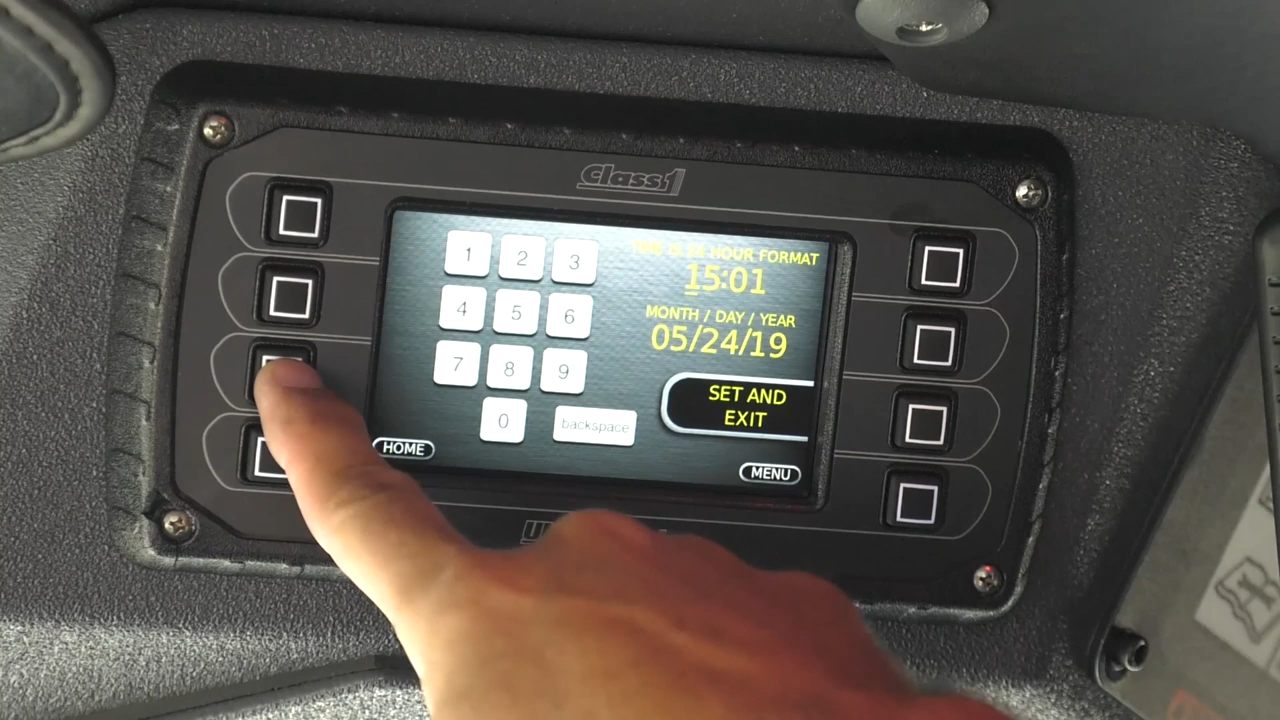 Class1
1 2 3
4 5 6
7 8 9
0 backspace
HOME
TIME IS 24 HOUR FORMAT
15:01
MONTH / DAY / YEAR
05/24/19
SET AND
EXIT
MENU